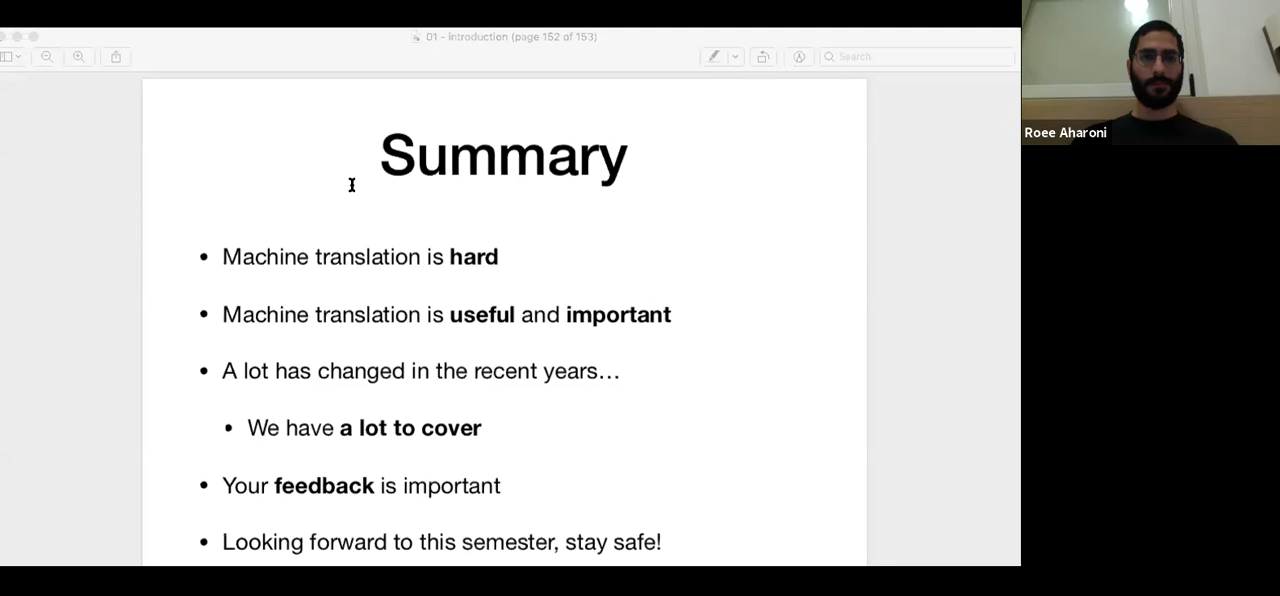 01 - introduction (page 152 of 153)
Search
Summary
Roee Aharoni
• Machine translation is hard
• Machine translation is useful and important
• A lot has changed in the recent years…
• We have a lot to cover
• Your feedback is important
• Looking forward to this semester, stay safe!